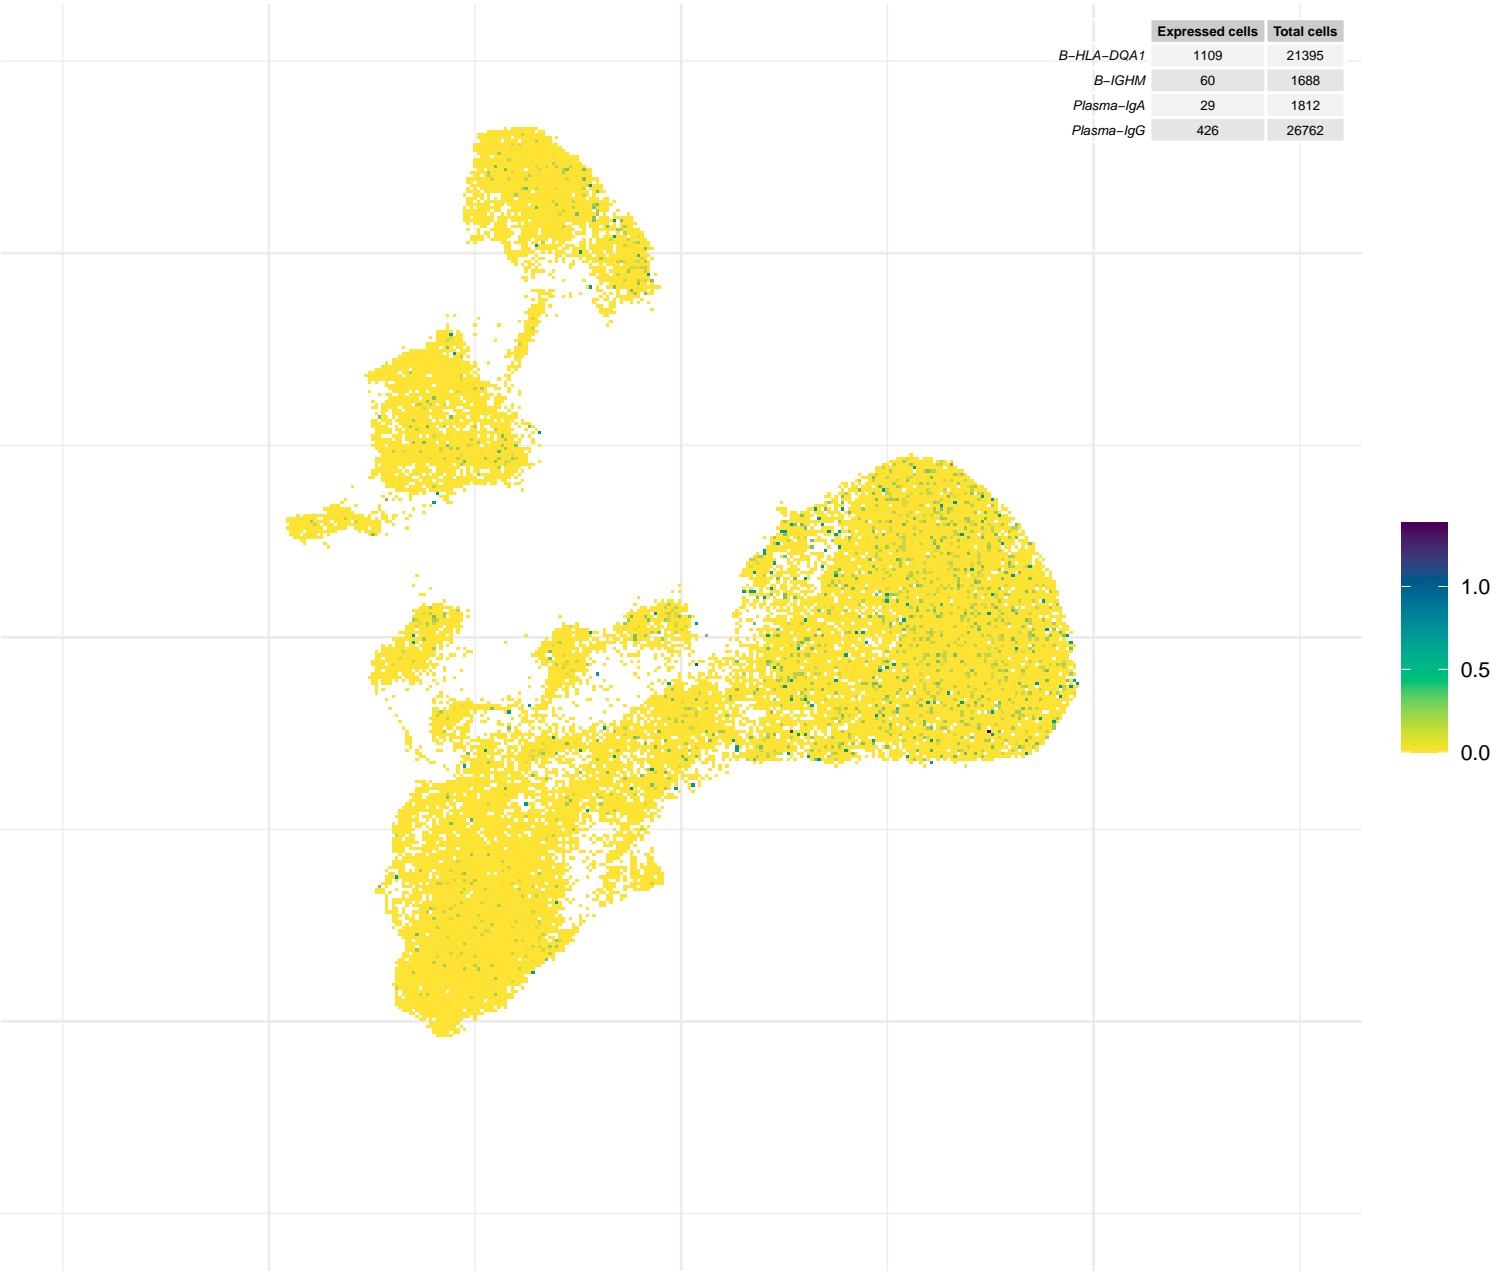 Expressed cells Total cells
B−HLA−DQA1 1109 21395
B−IGHM 60 1688
Plasma−IgA 29 1812
Plasma−IgG 426 26762
1.0
0.5
0.0